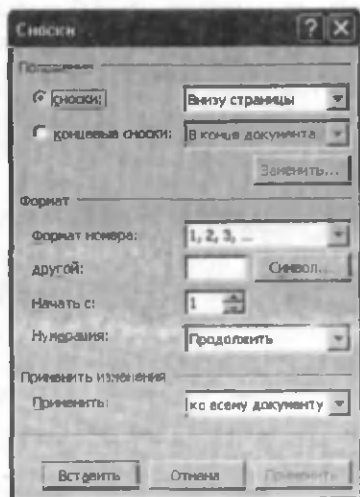 Сноски
Положение
сноски: Внизу страницы
концевые сноски: В конце документа
Заменить...
Формат
Формат номера: 1, 2, 3, ...
другой: Символ...
Начать с: 1
Нумерация: Продолжить
Применить изменения
Применить: ко всему документу
Вставить Отмена Применить